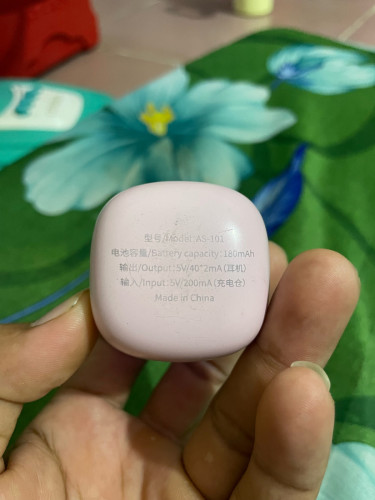 型号/Model: AS-101
电池容量/Battery capacity:180mAh
输出/Output:5V/40*2mA(耳机)
输入/Input:5V/200mA(充电仓)
Made in China